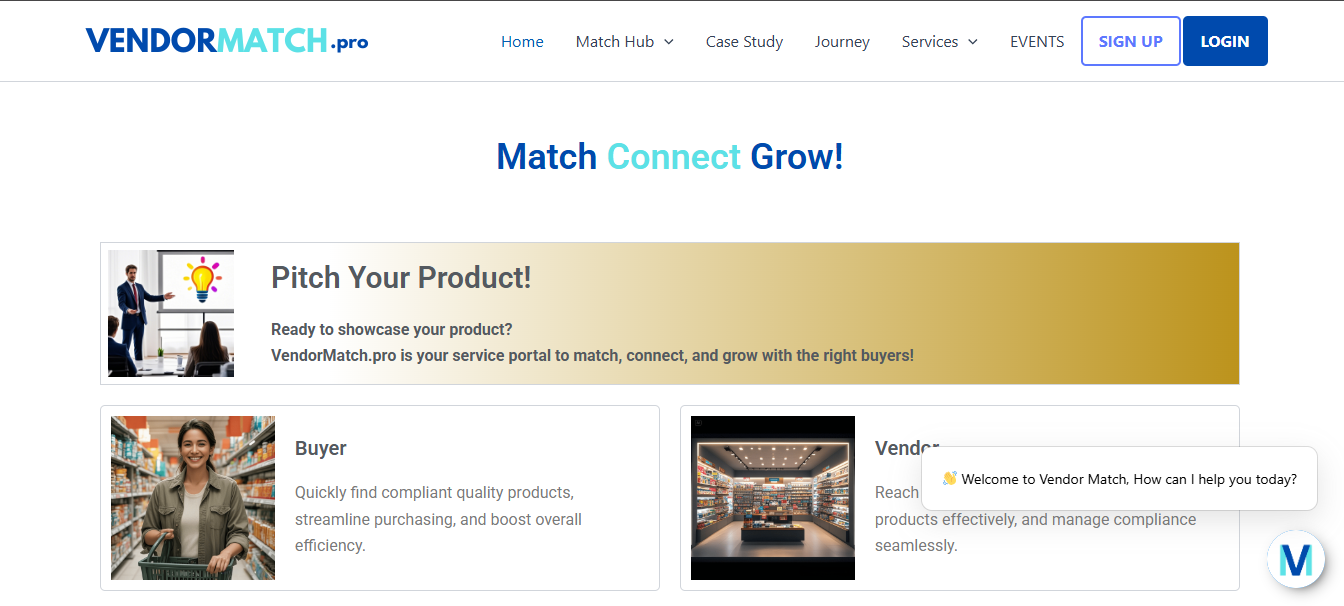 VENDORMATCH.pro
Home
Match Hub
Case Study
Journey
Services
EVENTS
SIGN UP
LOGIN
Match Connect Grow!
Pitch Your Product!
Ready to showcase your product?
VendorMatch.pro is your service portal to match, connect, and grow with the right buyers!
Buyer
Quickly find compliant quality products,
streamline purchasing, and boost overall
efficiency.
Vendor
Reach
products effectively, and manage compliance
seamlessly.
👋 Welcome to Vendor Match, How can I help you today?
VM